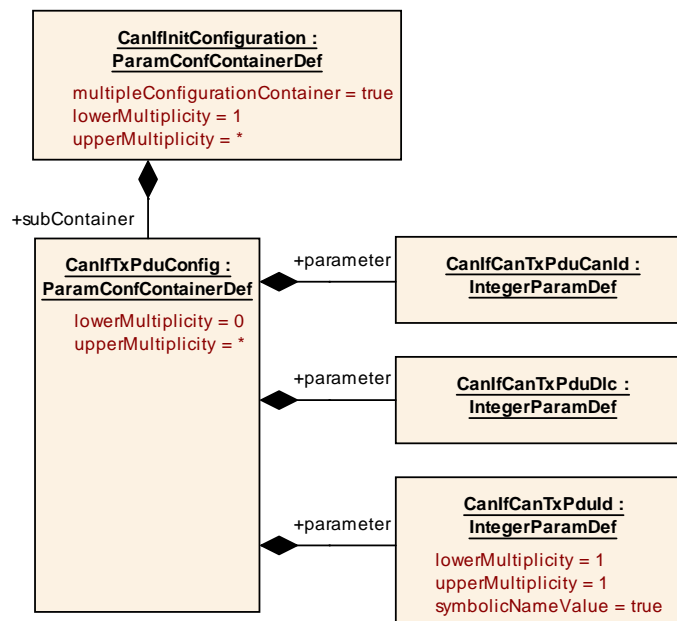 CanIfInitConfiguration :
ParamConfContainerDef
multipleConfigurationContainer = true
lowerMultiplicity = 1
upperMultiplicity = *
+subContainer
CanIfTxPduConfig :
ParamConfContainerDef
lowerMultiplicity = 0
upperMultiplicity = *
+parameter
CanIfCanTxPduCanId :
IntegerParamDef
+parameter
CanIfCanTxPduDlc :
IntegerParamDef
+parameter
CanIfCanTxPduId :
IntegerParamDef
lowerMultiplicity = 1
upperMultiplicity = 1
symbolicNameValue = true